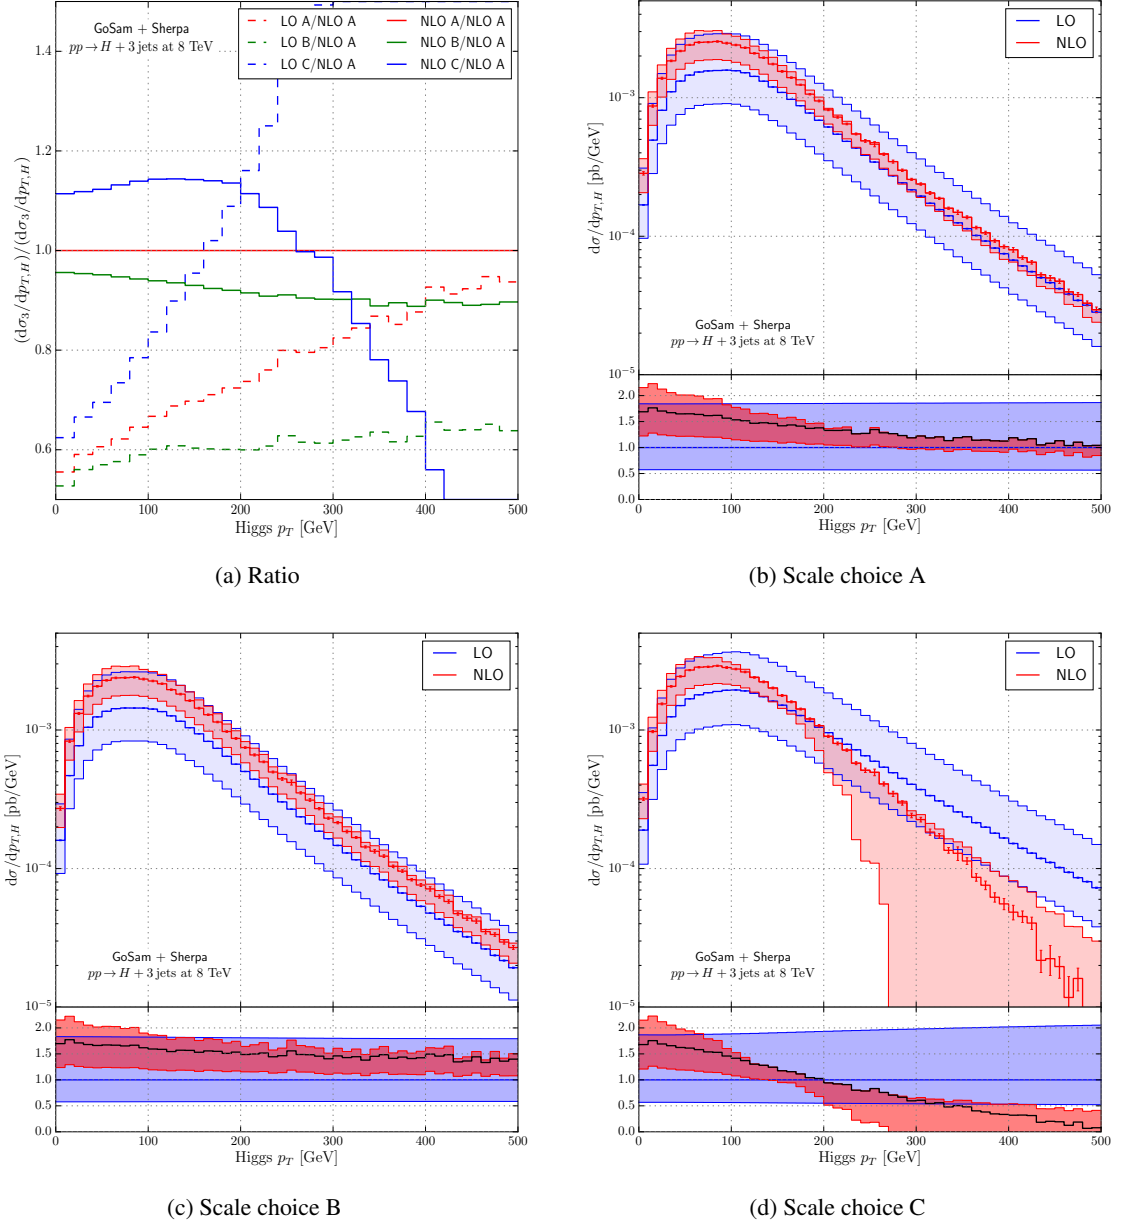 GoSam + Sherpa
pp → H + 3 jets at 8 TeV
LO A/NLO A
LO B/NLO A
LO C/NLO A
NLO A/NLO A
NLO B/NLO A
NLO C/NLO A
(dσ₃/dp_{T,H})/(dσ₃/dp_{T,H})
1.4
1.2
1.0
0.8
0.6
0 100 200 300 400 500
Higgs p_T [GeV]
(a) Ratio
LO
NLO
dσ/dp_{T,H} [pb/GeV]
10⁻³
10⁻⁴
GoSam + Sherpa
pp → H + 3 jets at 8 TeV
10⁻⁵
2.0
1.5
1.0
0.5
0.0
0 100 200 300 400 500
Higgs p_T [GeV]
(b) Scale choice A
LO
NLO
dσ/dp_{T,H} [pb/GeV]
10⁻³
10⁻⁴
GoSam + Sherpa
pp → H + 3 jets at 8 TeV
10⁻⁵
2.0
1.5
1.0
0.5
0.0
0 100 200 300 400 500
Higgs p_T [GeV]
(c) Scale choice B
LO
NLO
dσ/dp_{T,H} [pb/GeV]
10⁻³
10⁻⁴
GoSam + Sherpa
pp → H + 3 jets at 8 TeV
10⁻⁵
2.0
1.5
1.0
0.5
0.0
0 100 200 300 400 500
Higgs p_T [GeV]
(d) Scale choice C